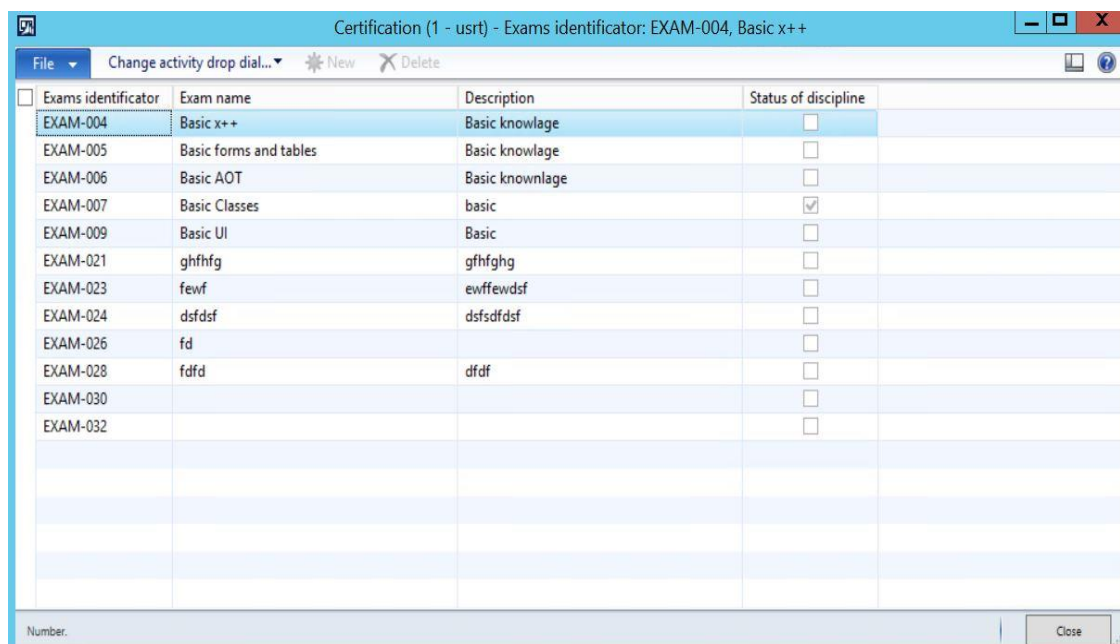 Certification (1 - usrt) - Exams identificator: EXAM-004, Basic x++
File Change activity drop dial... New Delete
Exams identificator Exam name Description Status of discipline
EXAM-004 Basic x++ Basic knowlage
EXAM-005 Basic forms and tables Basic knowlage
EXAM-006 Basic AOT Basic knownlage
EXAM-007 Basic Classes basic
EXAM-009 Basic UI Basic
EXAM-021 ghfhfg gfhfghg
EXAM-023 fewf ewffewdsf
EXAM-024 dsfdsf dsfsdfdsf
EXAM-026 fd
EXAM-028 fdfd dfdf
EXAM-030
EXAM-032
Number. Close